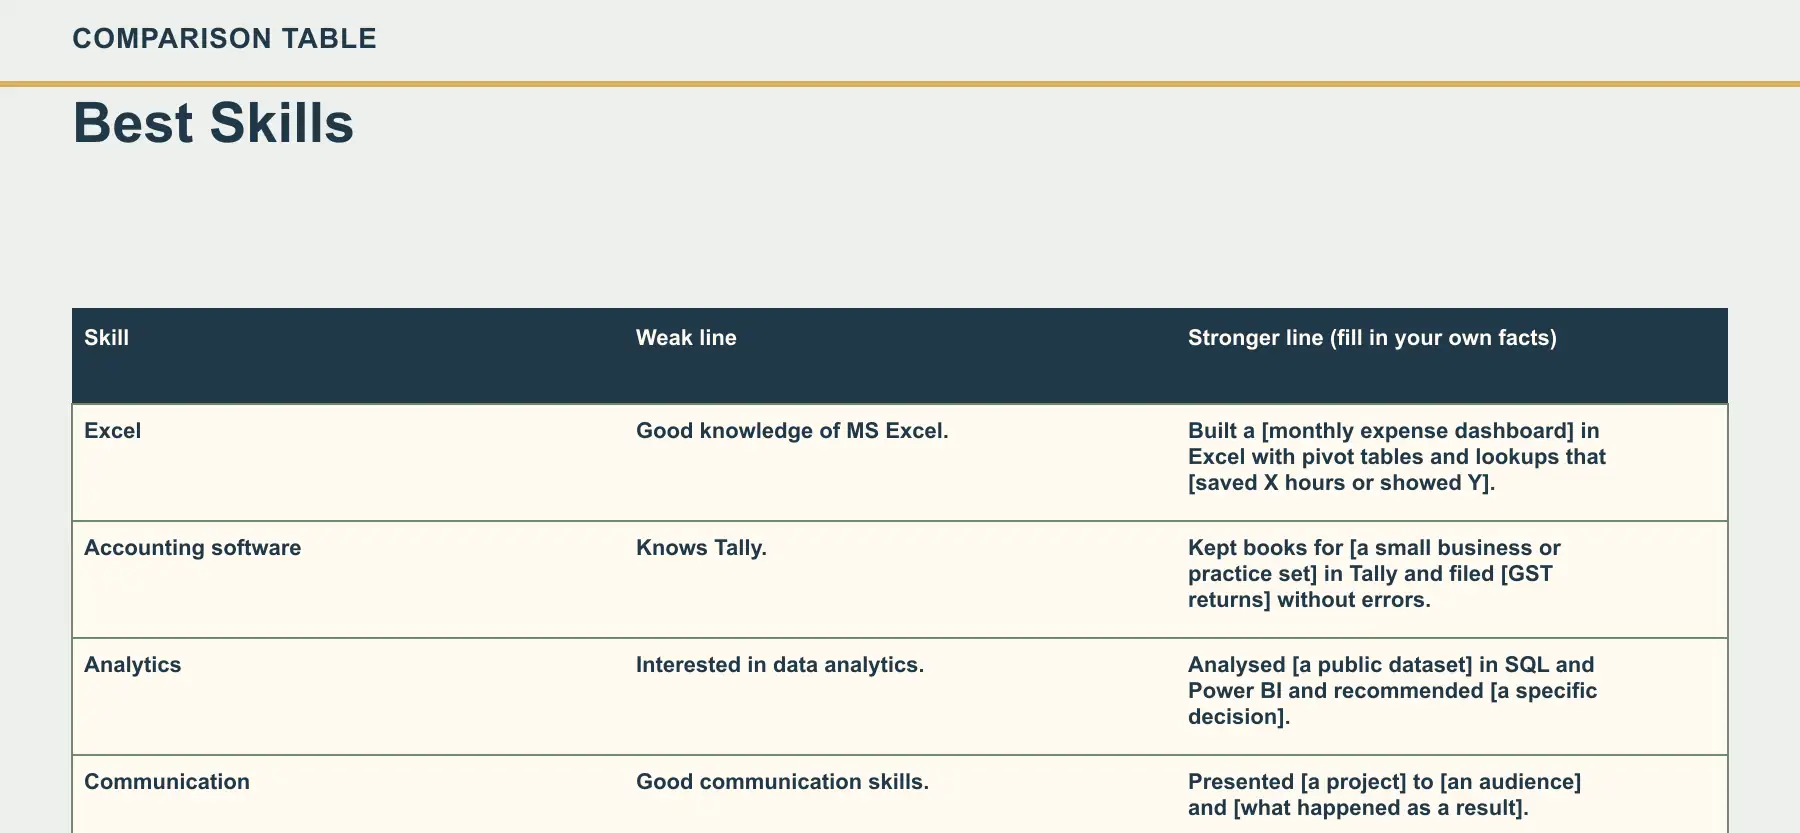 COMPARISON TABLE
Best Skills
Skill
Weak line
Stronger line (fill in your own facts)
Excel
Good knowledge of MS Excel.
Built a [monthly expense dashboard] in
Excel with pivot tables and lookups that
[saved X hours or showed Y].
Accounting software
Knows Tally.
Kept books for [a small business or
practice set] in Tally and filed [GST
returns] without errors.
Analytics
Interested in data analytics.
Analysed [a public dataset] in SQL and
Power BI and recommended [a specific
decision].
Communication
Good communication skills.
Presented [a project] to [an audience]
and [what happened as a result].